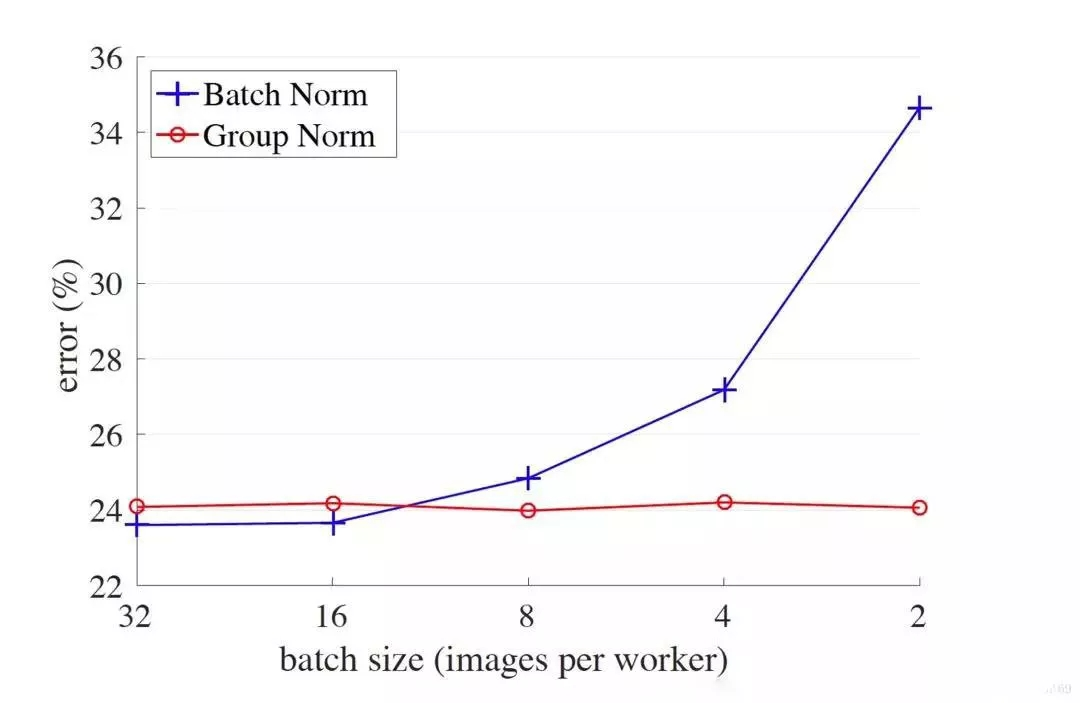 36
34
32
30
28
26
24
22
error (%)
Batch Norm
Group Norm
32 16 8 4 2
batch size (images per worker)